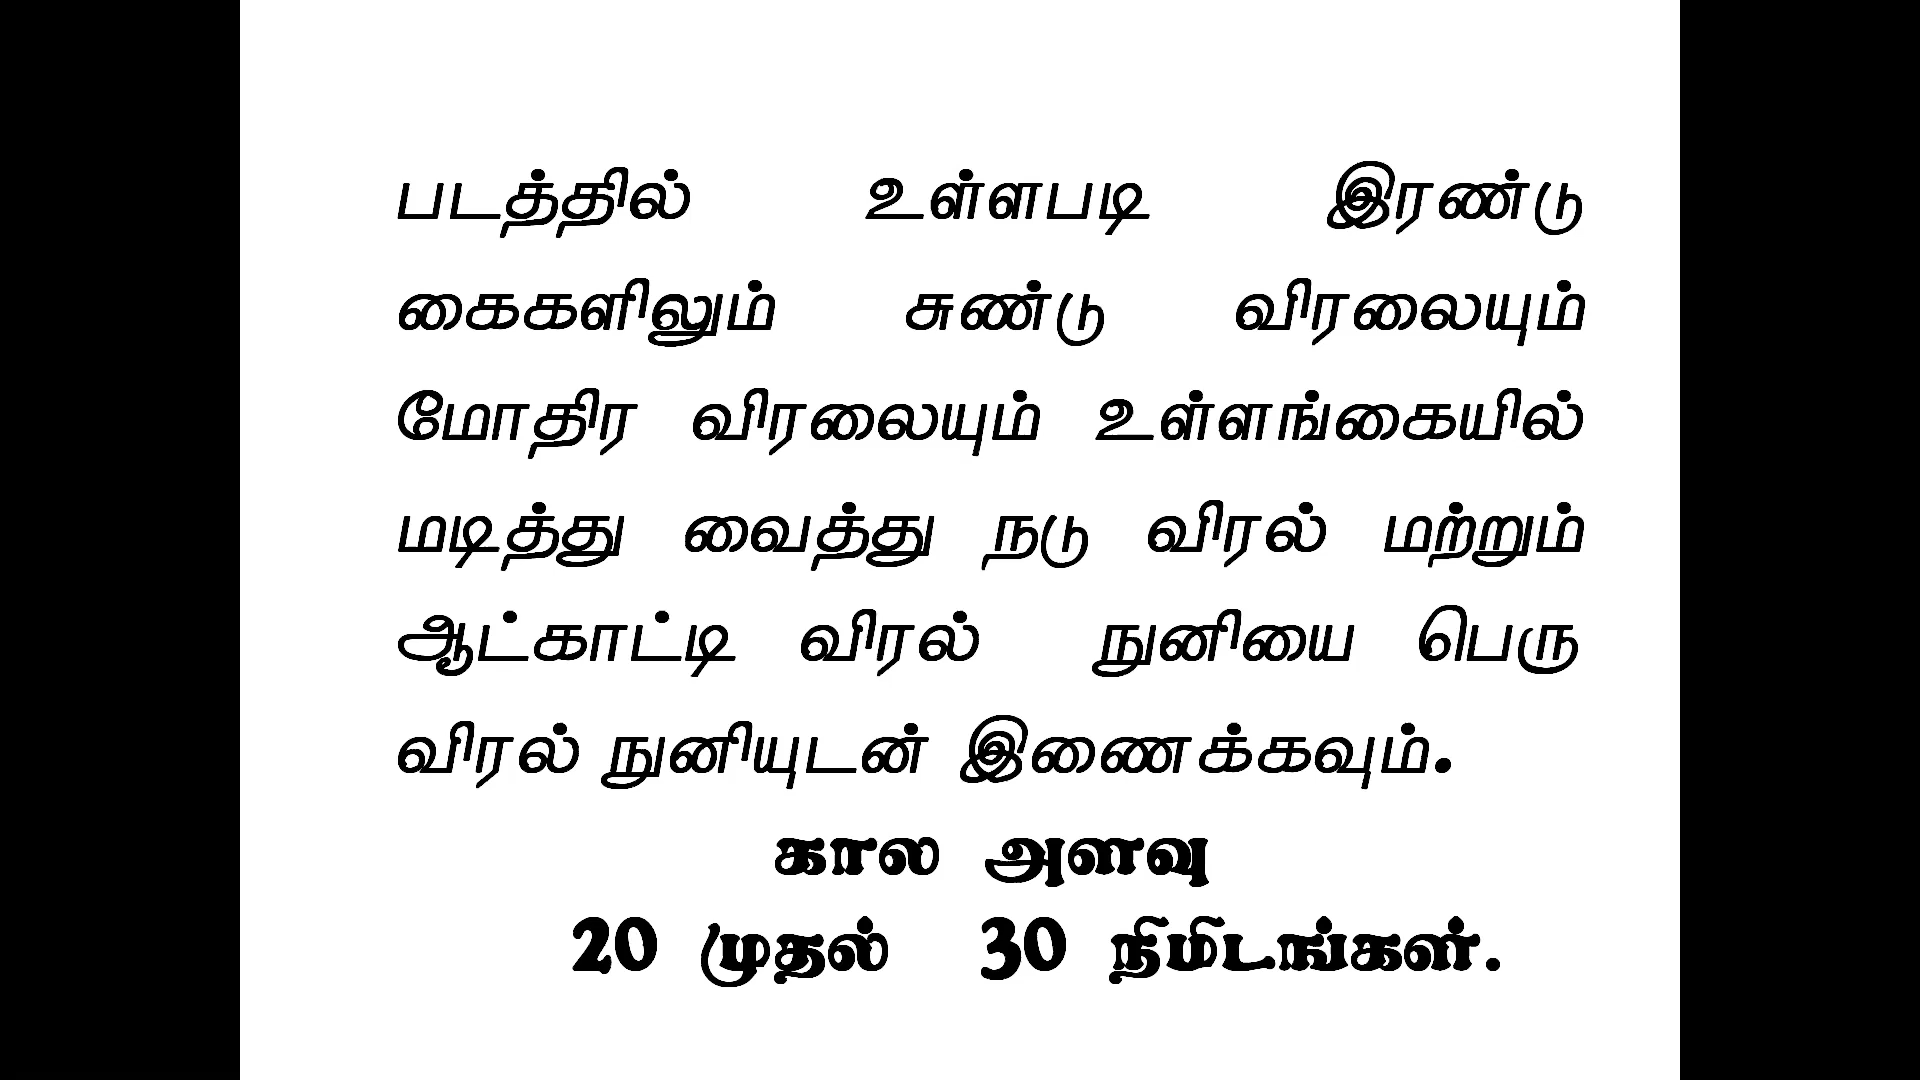 படத்தில் உள்ளபடி இரண்டு
கைகளிலும் சுண்டு விரலையும்
மோதிர விரலையும் உள்ளங்கையில்
மடித்து வைத்து நடு விரல் மற்றும்
ஆட்காட்டி விரல் நுனியை பெரு
விரல் நுனியுடன் இணைக்கவும்.
கால அளவு
20 முதல் 30 நிமிடங்கள்.